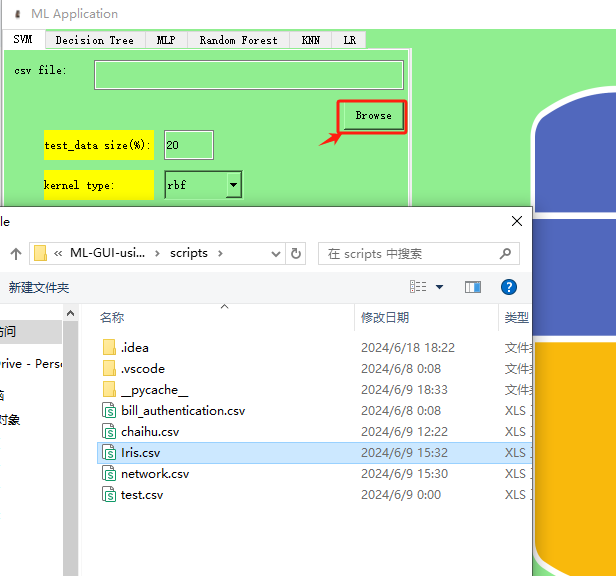 ML Application
SVM Decision Tree MLP Random Forest KNN LR
csv file:
Browse
test_data size(%): 20
kernel type: rbf
le
« ML-GUI-usi... › scripts ›
在 scripts 中搜索
新建文件夹
名称 修改日期 类型
.idea 2024/6/18 18:22 文件
.vscode 2024/6/8 0:08 文件
__pycache__ 2024/6/9 18:33 文件
bill_authentication.csv 2024/6/8 0:08 XLS
chaihu.csv 2024/6/9 12:22 XLS
Iris.csv 2024/6/9 15:32 XLS
network.csv 2024/6/9 15:30 XLS
test.csv 2024/6/9 0:00 XLS
访问
Drive - Perso
对象